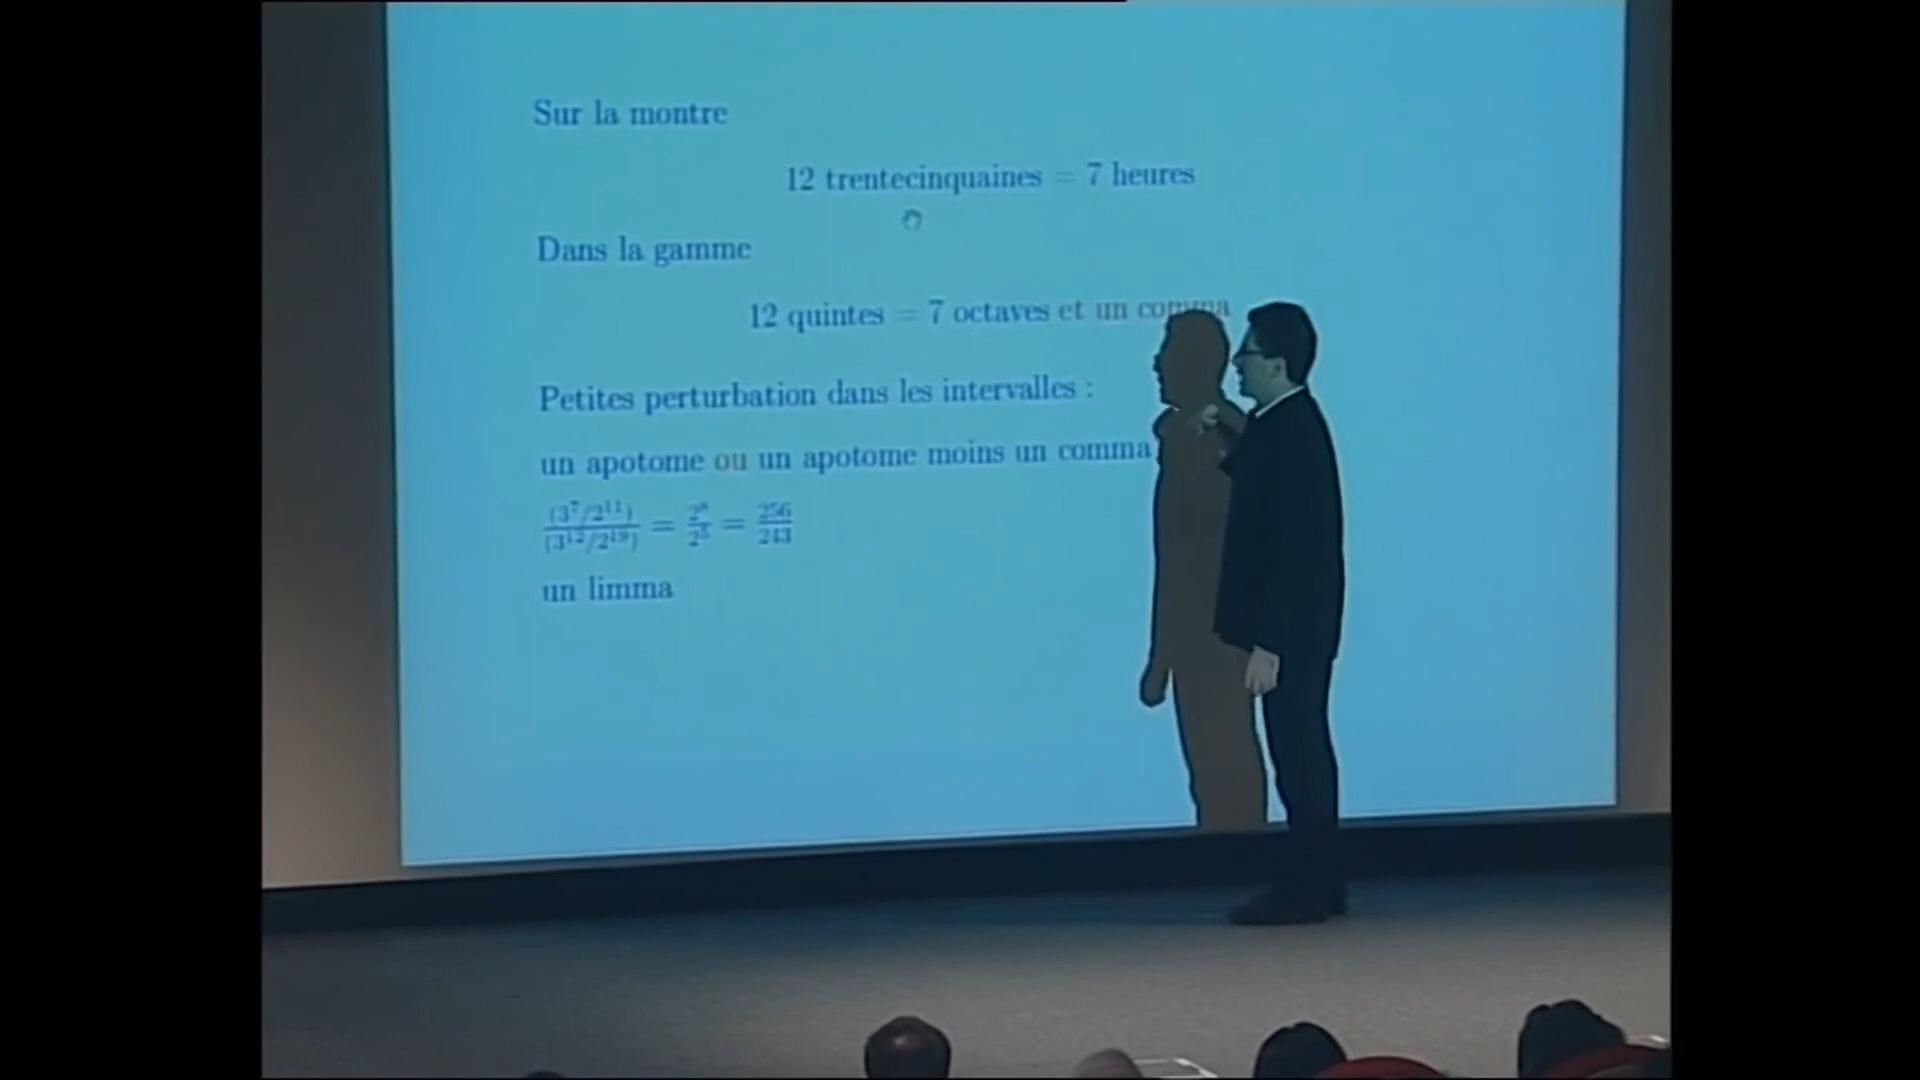 Sur la montre
12 trentecinquaines = 7 heures
Dans la gamme
12 quintes = 7 octaves et un comma
Petites perturbation dans les intervalles :
un apotome ou un apotome moins un comma
(3^7/2^11)/(3^12/2^19) = 2^8/2^5 = 256/243
un limma